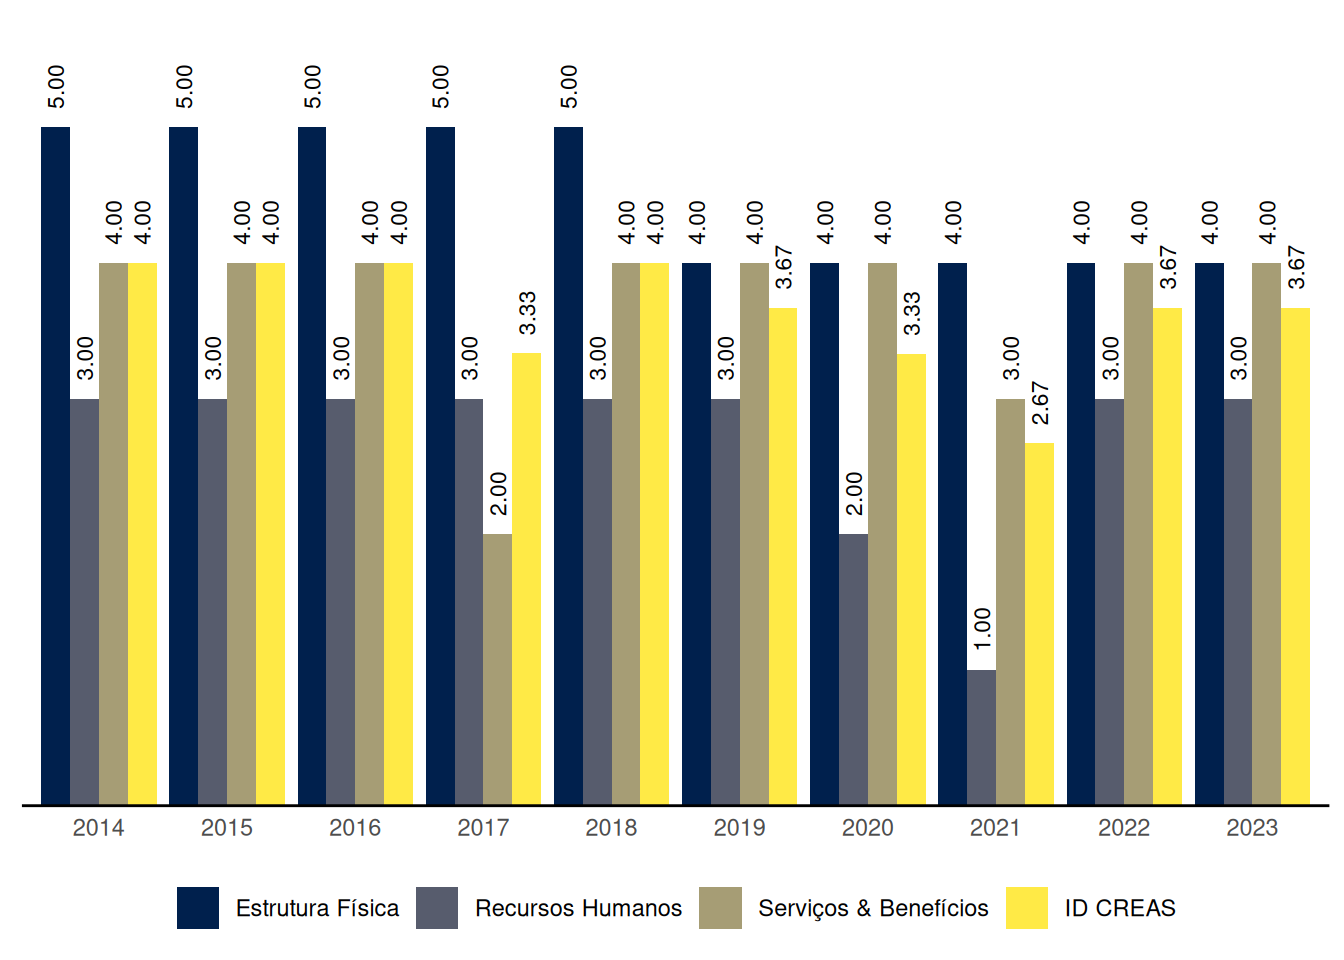 5.00 5.00 5.00 5.00 5.00
4.00 4.00 4.00 4.00 4.00 4.00 4.00 4.00 4.00 4.00 4.00 4.00 4.00 4.00 4.00 4.00 4.00
3.67 3.67 3.67
3.33 3.33
3.00 3.00 3.00 3.00 3.00 3.00 3.00 3.00 3.00
2.67
2.00 2.00
1.00
2014 2015 2016 2017 2018 2019 2020 2021 2022 2023
Estrutura Física Recursos Humanos Serviços & Benefícios ID CREAS